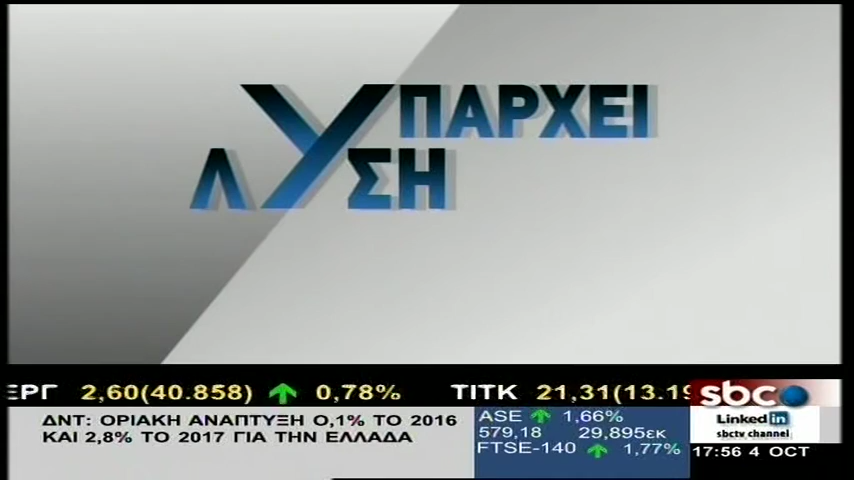 ΥΠΑΡΧΕΙ
ΛΥΣΗ
ΕΡΓ 2,60(40.858) 0,78% ΤΙΤΚ 21,31(13.19
sbc
ΔΝΤ: ΟΡΙΑΚΗ ΑΝΑΠΤΥΞΗ 0,1% ΤΟ 2016
ΚΑΙ 2,8% ΤΟ 2017 ΓΙΑ ΤΗΝ ΕΛΛΑΔΑ
ASE 1,66%
579,18 29,895εκ
FTSE-140 1,77%
Linked in
sbctv channel
17:56 4 OCT